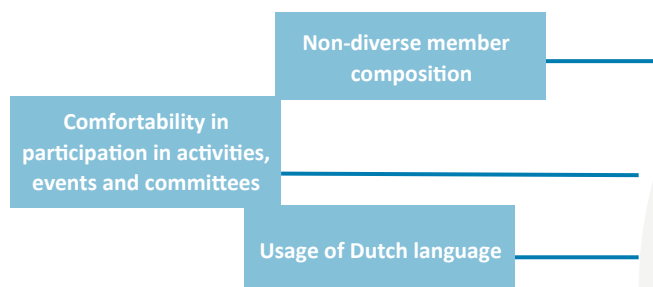 Non-diverse member
composition
Comfortability in
participation in activities,
events and committees
Usage of Dutch language